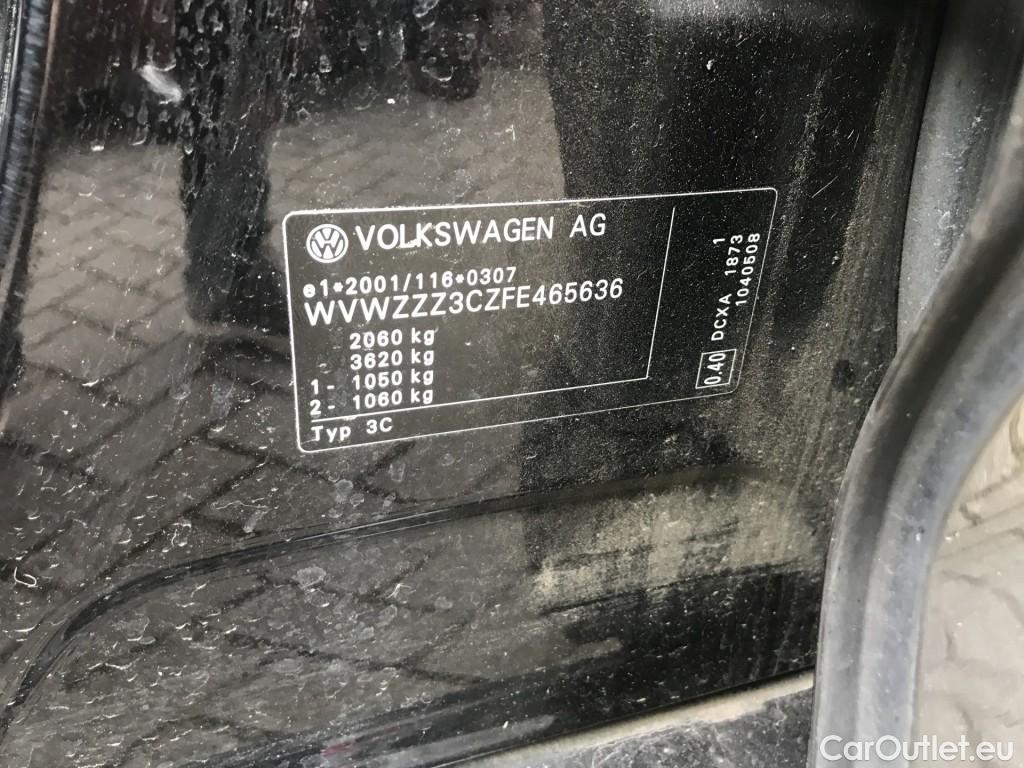 VOLKSWAGEN AG
e1*2001/116*0307
WVWZZZ3CZFE465636
2060 kg
3620 kg
1- 1050 kg
2- 1060 kg
Typ 3C
0.40 DCXA 1873 1
1040508
CarOutlet.eu